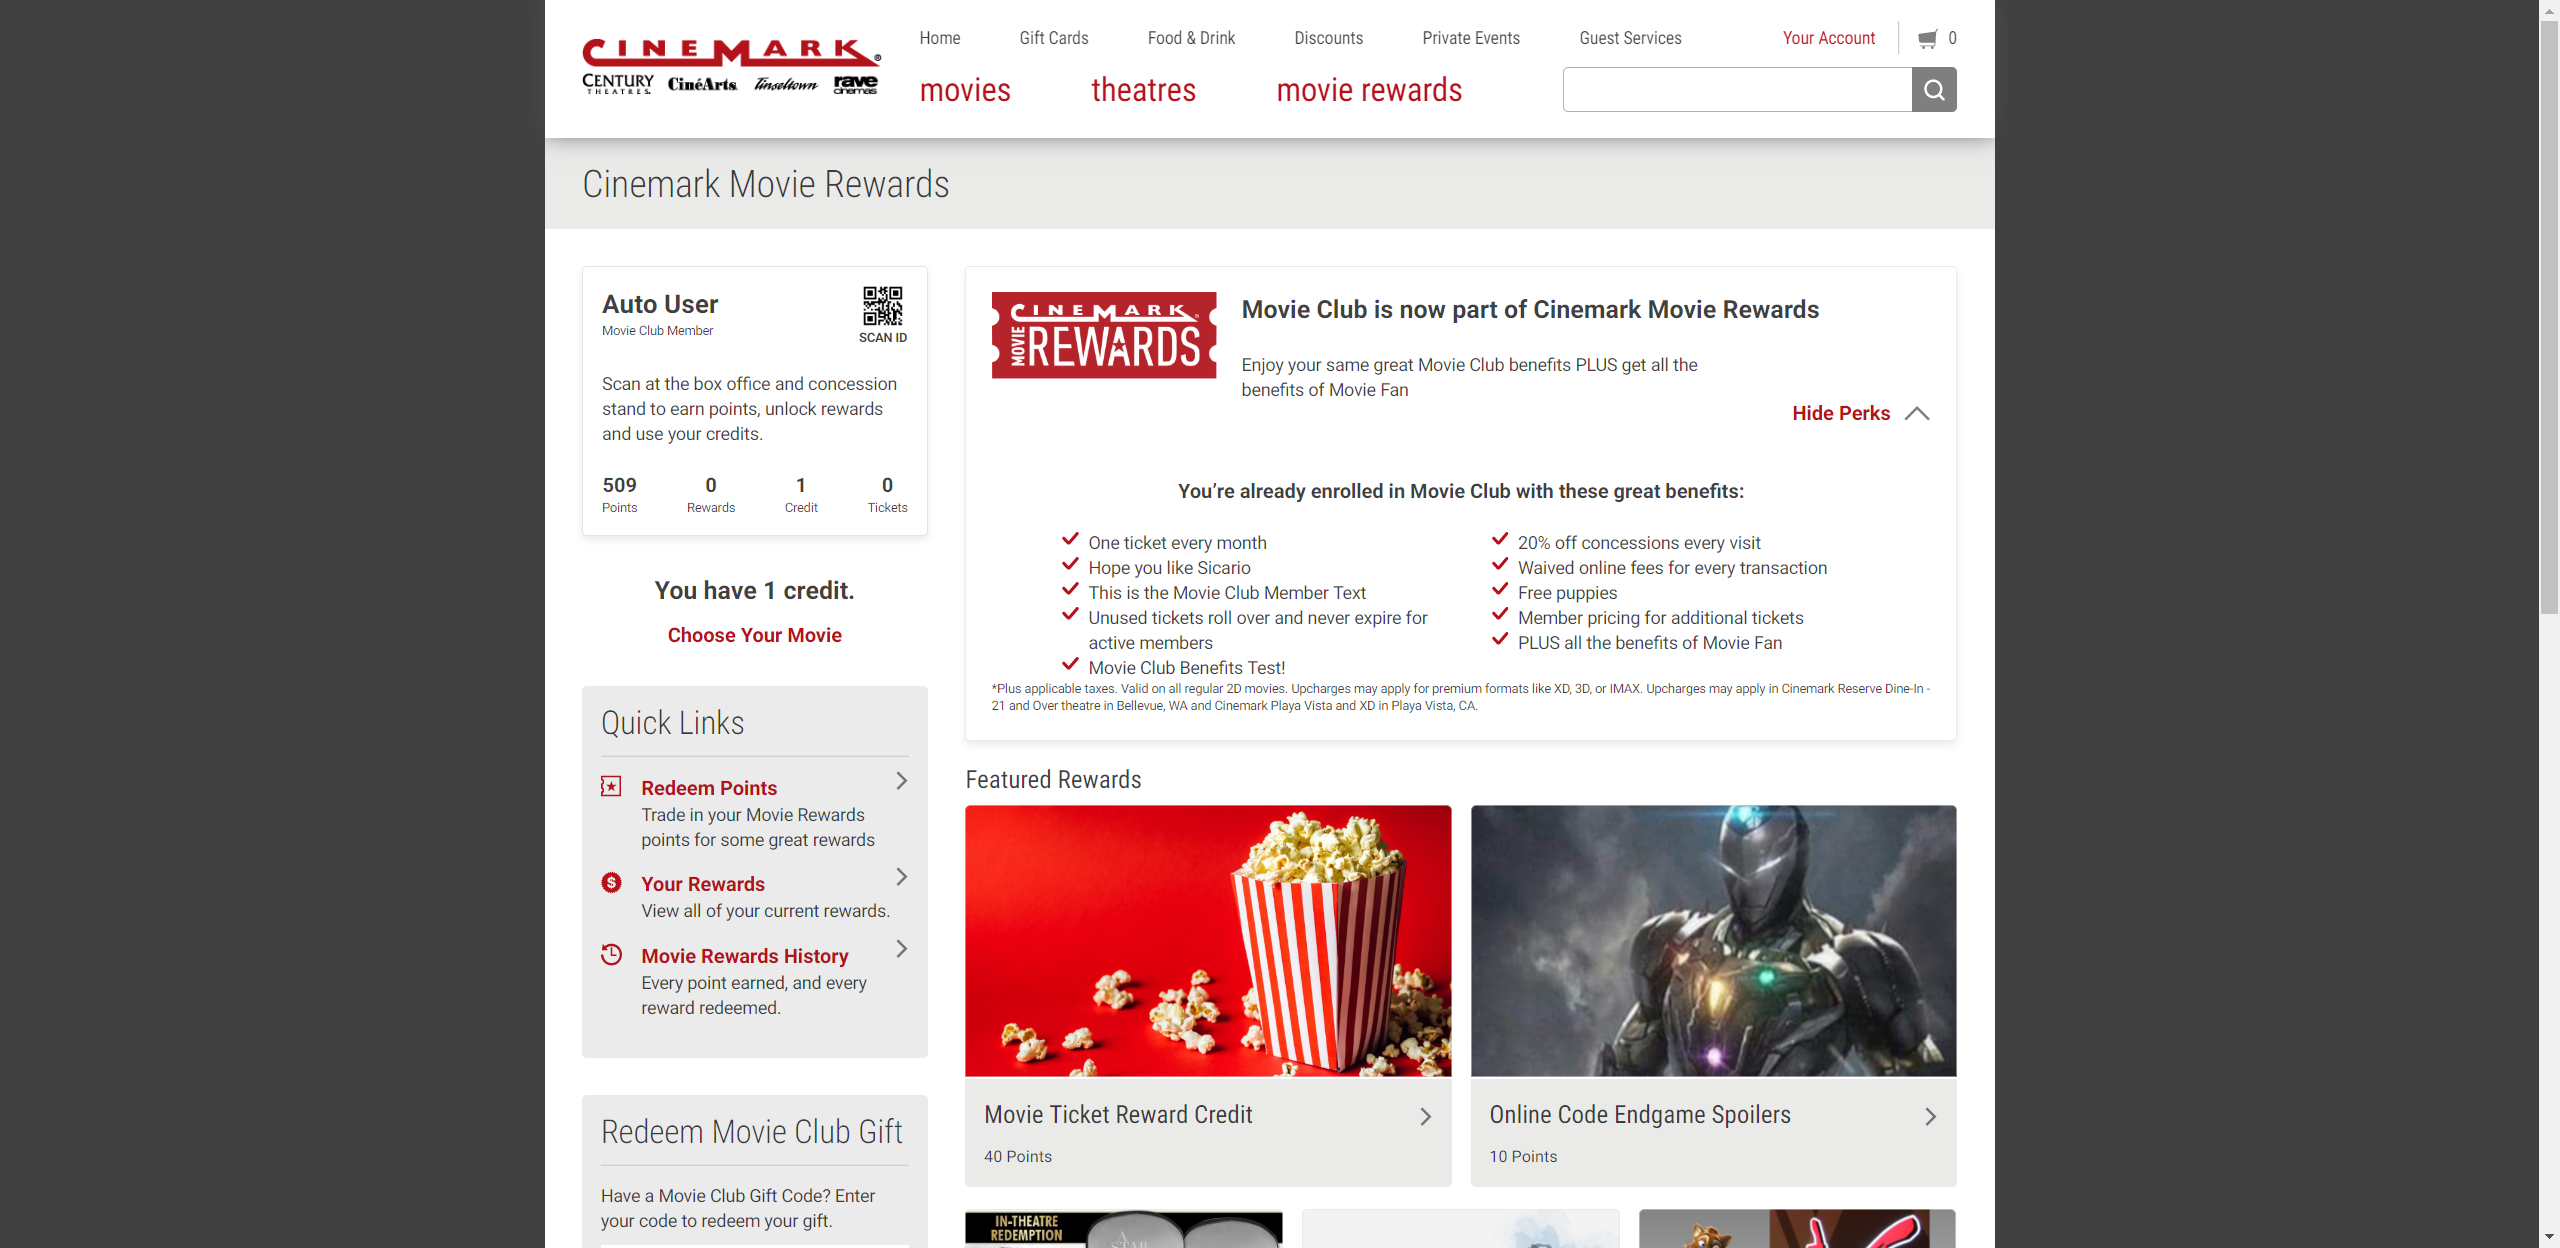 CINEMARK®
CENTURY THEATRES. CinéArts Tinseltown rave cinemas
Home Gift Cards Food & Drink Discounts Private Events Guest Services Your Account 0
movies theatres movie rewards
Cinemark Movie Rewards
Auto User
Movie Club Member
SCAN ID
Scan at the box office and concession
stand to earn points, unlock rewards
and use your credits.
509 0 1 0
Points Rewards Credit Tickets
You have 1 credit.
Choose Your Movie
Quick Links
Redeem Points
Trade in your Movie Rewards
points for some great rewards
Your Rewards
View all of your current rewards.
Movie Rewards History
Every point earned, and every
reward redeemed.
Redeem Movie Club Gift
Have a Movie Club Gift Code? Enter
your code to redeem your gift.
CINEMARK
MOVIE REWARDS
Movie Club is now part of Cinemark Movie Rewards
Enjoy your same great Movie Club benefits PLUS get all the
benefits of Movie Fan
Hide Perks
You're already enrolled in Movie Club with these great benefits:
One ticket every month
Hope you like Sicario
This is the Movie Club Member Text
Unused tickets roll over and never expire for
active members
Movie Club Benefits Test!
20% off concessions every visit
Waived online fees for every transaction
Free puppies
Member pricing for additional tickets
PLUS all the benefits of Movie Fan
*Plus applicable taxes. Valid on all regular 2D movies. Upcharges may apply for premium formats like XD, 3D, or IMAX. Upcharges may apply in Cinemark Reserve Dine-In -
21 and Over theatre in Bellevue, WA and Cinemark Playa Vista and XD in Playa Vista, CA.
Featured Rewards
Movie Ticket Reward Credit
40 Points
Online Code Endgame Spoilers
10 Points
IN-THEATRE
REDEMPTION
A
STAR